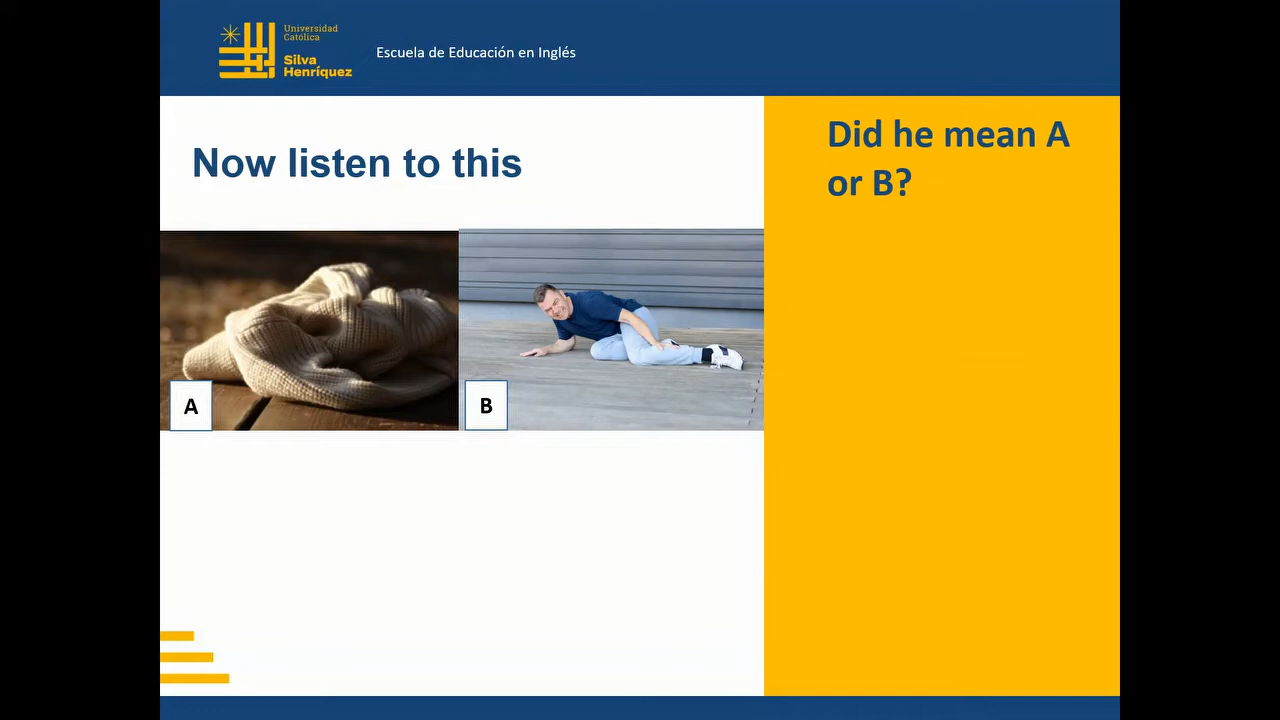 Universidad
Católica
Silva
Henríquez
Escuela de Educación en Inglés
Now listen to this
Did he mean A
or B?
A
B